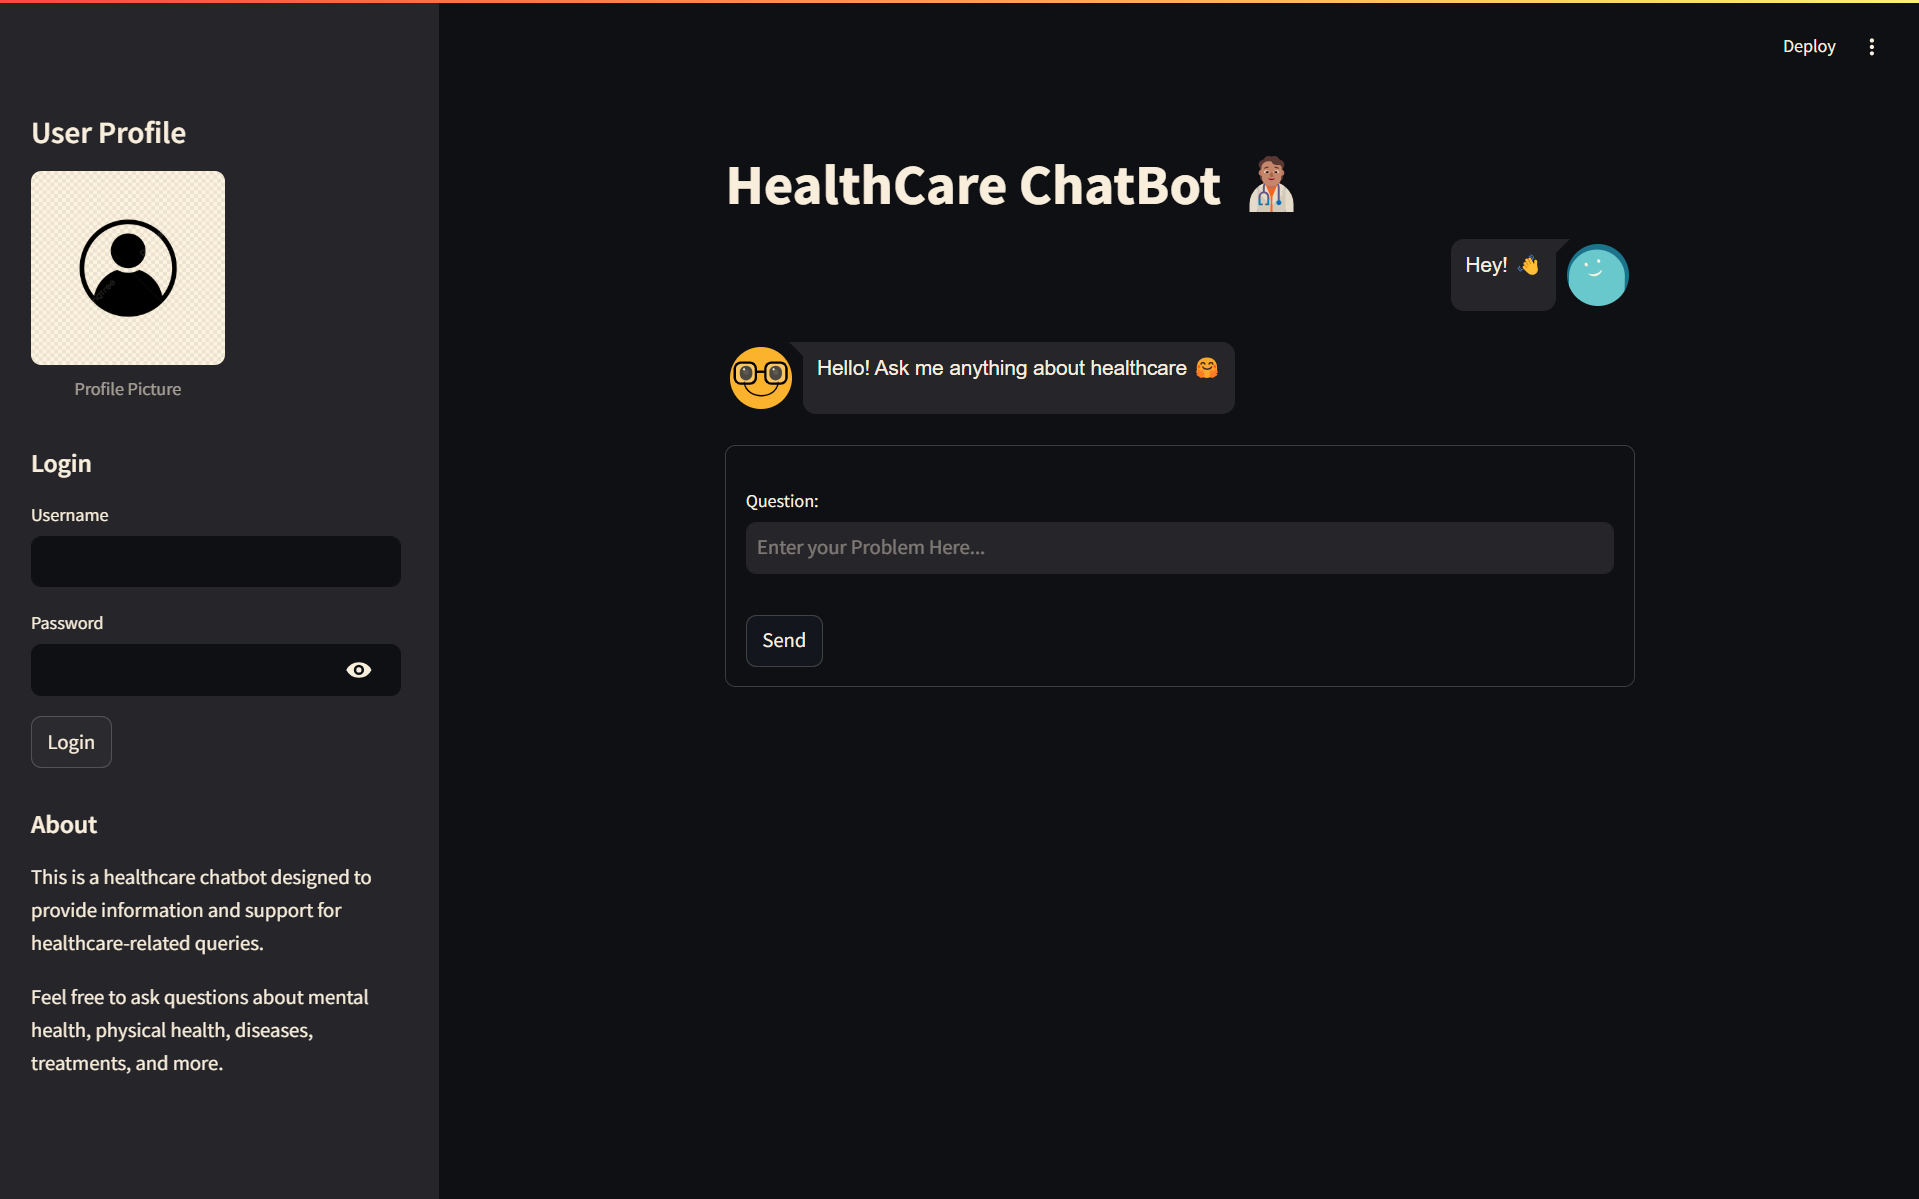 Deploy
User Profile
Profile Picture
Login
Username
Password
Login
About
This is a healthcare chatbot designed to
provide information and support for
healthcare-related queries.
Feel free to ask questions about mental
health, physical health, diseases,
treatments, and more.
HealthCare ChatBot 👨🏽‍⚕️
Hey! 👋
Hello! Ask me anything about healthcare 🤗
Question:
Enter your Problem Here...
Send